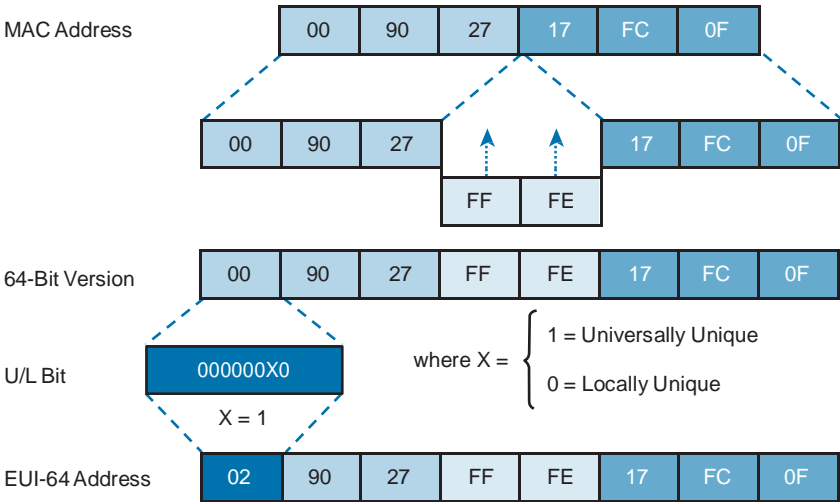 MAC Address 00 90 27 17 FC 0F
00 90 27 17 FC 0F
FF FE
64-Bit Version 00 90 27 FF FE 17 FC 0F
1 = Universally Unique
where X =
U/L Bit 000000X0
0 = Locally Unique
X = 1
EUI-64 Address 02 90 27 FF FE 17 FC 0F